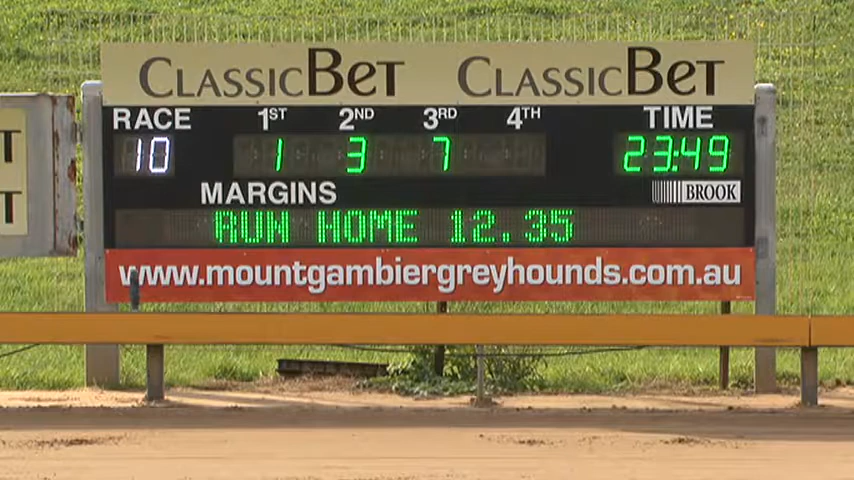 CLASSICBET CLASSICBET
RACE 1ST 2ND 3RD 4TH TIME
10 1 3 7 23:49
MARGINS BROOK
RUN HOME 12.35
www.mountgambiergreyhounds.com.au
T
T